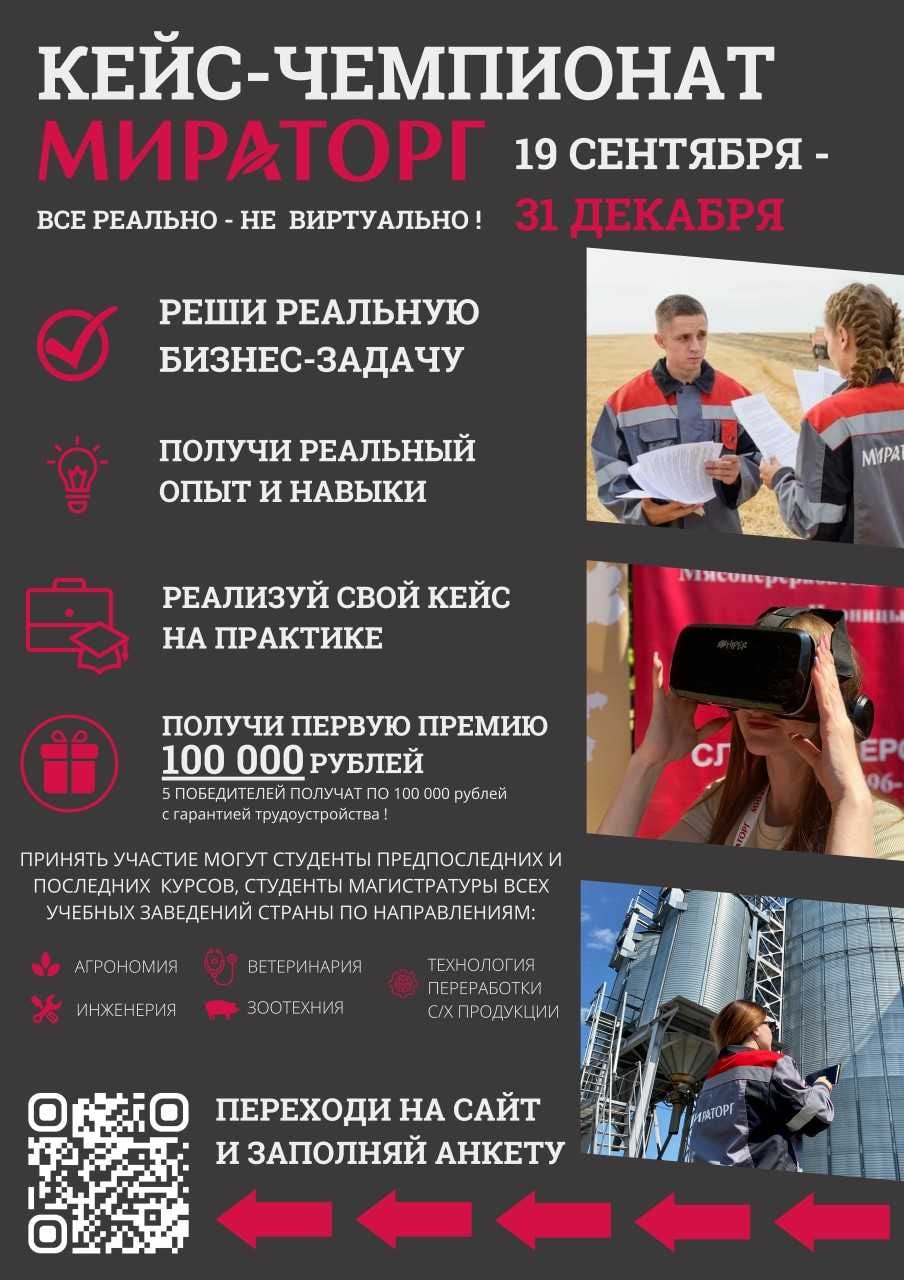 КЕЙС-ЧЕМПИОНАТ
МИРАТОРГ
19 СЕНТЯБРЯ -
31 ДЕКАБРЯ
ВСЕ РЕАЛЬНО - НЕ ВИРТУАЛЬНО !
РЕШИ РЕАЛЬНУЮ
БИЗНЕС-ЗАДАЧУ
ПОЛУЧИ РЕАЛЬНЫЙ
ОПЫТ И НАВЫКИ
РЕАЛИЗУЙ СВОЙ КЕЙС
НА ПРАКТИКЕ
ПОЛУЧИ ПЕРВУЮ ПРЕМИЮ
100 000 РУБЛЕЙ
5 ПОБЕДИТЕЛЕЙ ПОЛУЧАТ ПО 100 000 рублей
с гарантией трудоустройства !
ПРИНЯТЬ УЧАСТИЕ МОГУТ СТУДЕНТЫ ПРЕДПОСЛЕДНИХ И
ПОСЛЕДНИХ КУРСОВ, СТУДЕНТЫ МАГИСТРАТУРЫ ВСЕХ
УЧЕБНЫХ ЗАВЕДЕНИЙ СТРАНЫ ПО НАПРАВЛЕНИЯМ:
АГРОНОМИЯ
ВЕТЕРИНАРИЯ
ТЕХНОЛОГИЯ
ПЕРЕРАБОТКИ
С/Х ПРОДУКЦИИ
ИНЖЕНЕРИЯ
ЗООТЕХНИЯ
ПЕРЕХОДИ НА САЙТ
И ЗАПОЛНЯЙ АНКЕТУ
HIPER
МИРАТОРГ